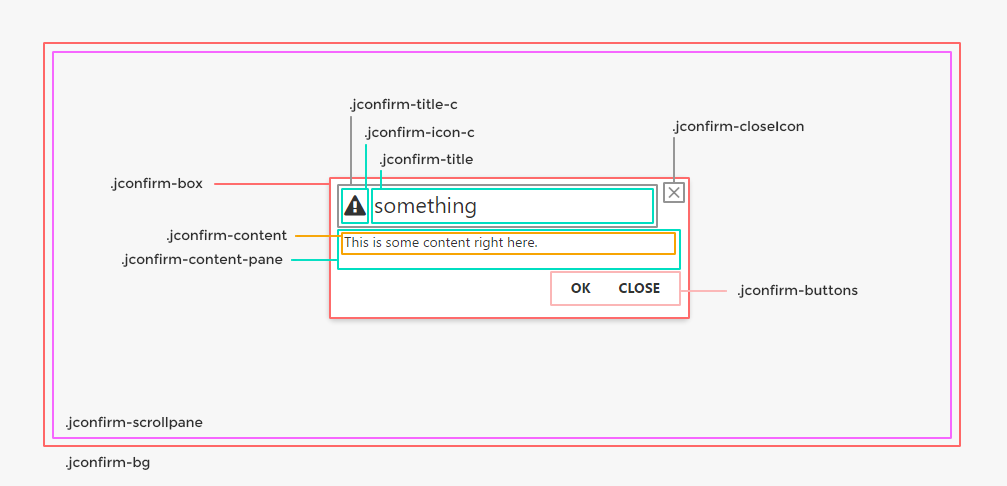 .jconfirm-title-c
.jconfirm-icon-c
.jconfirm-closeIcon
.jconfirm-title
.jconfirm-box
something
.jconfirm-content
This is some content right here.
.jconfirm-content-pane
OK CLOSE
.jconfirm-buttons
.jconfirm-scrollpane
.jconfirm-bg